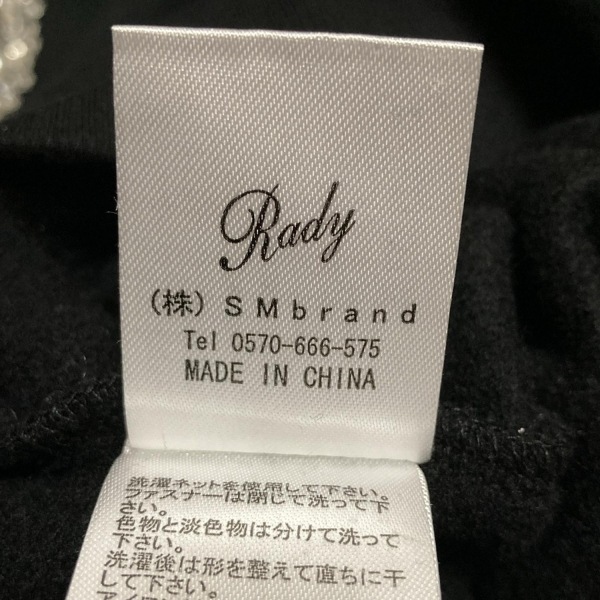 Rady
(株) SMbrand
Tel 0570-666-575
MADE IN CHINA
洗濯ネットを使用して下さい。
ファスナーは閉じて洗って下
さい。
色物と淡色物は分けて洗って
下さい。
洗濯後は形を整えて直ちに干
して下さい。